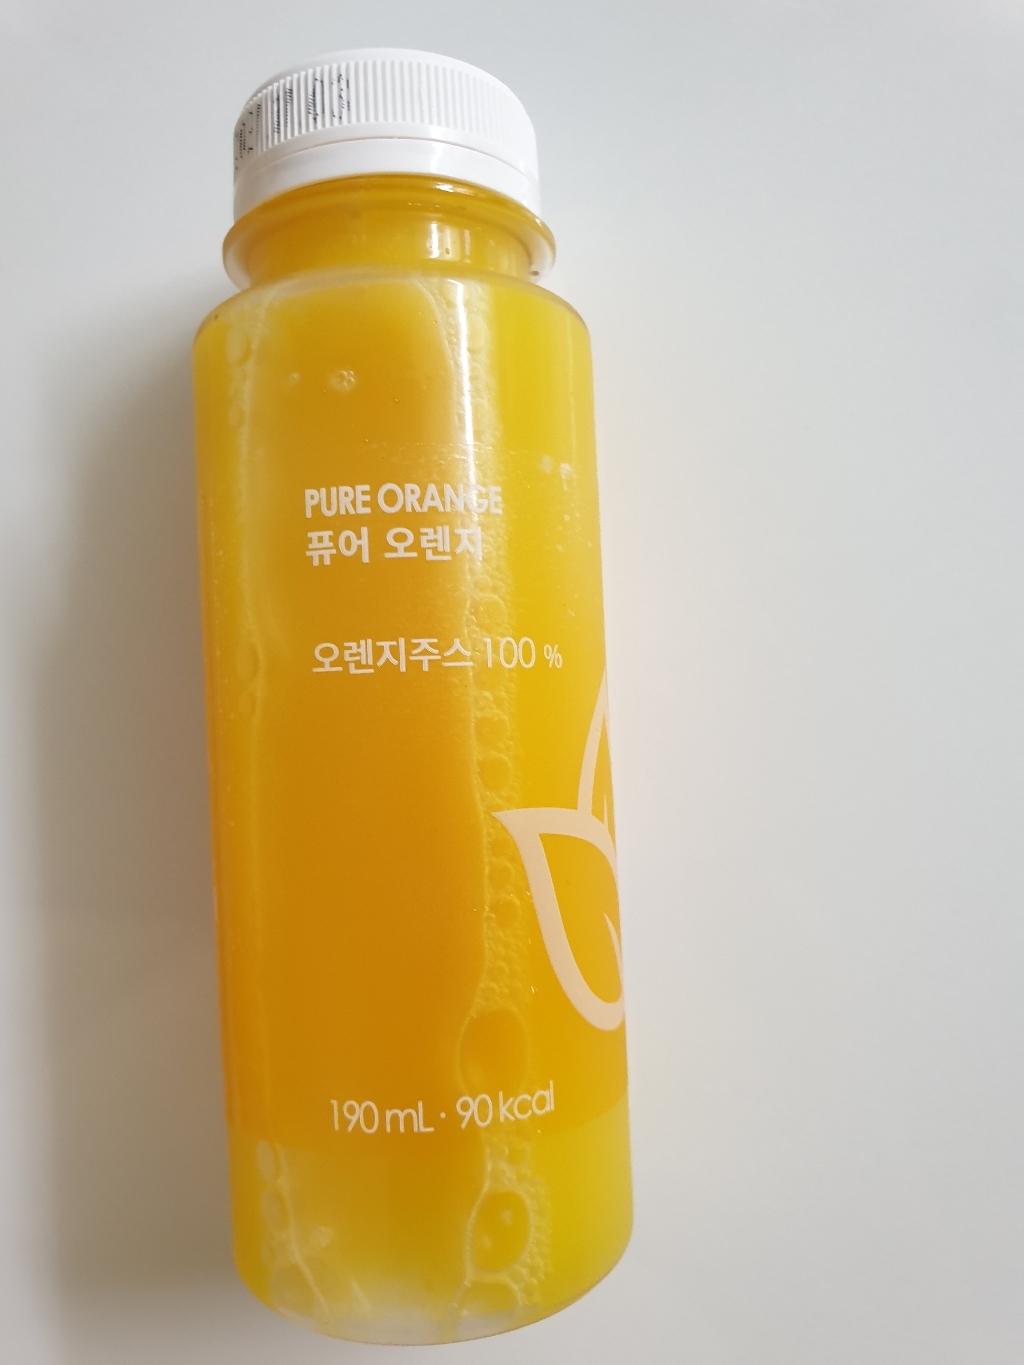 PURE ORANGE
퓨어 오렌지
오렌지주스 100 %
190 mL · 90 kcal